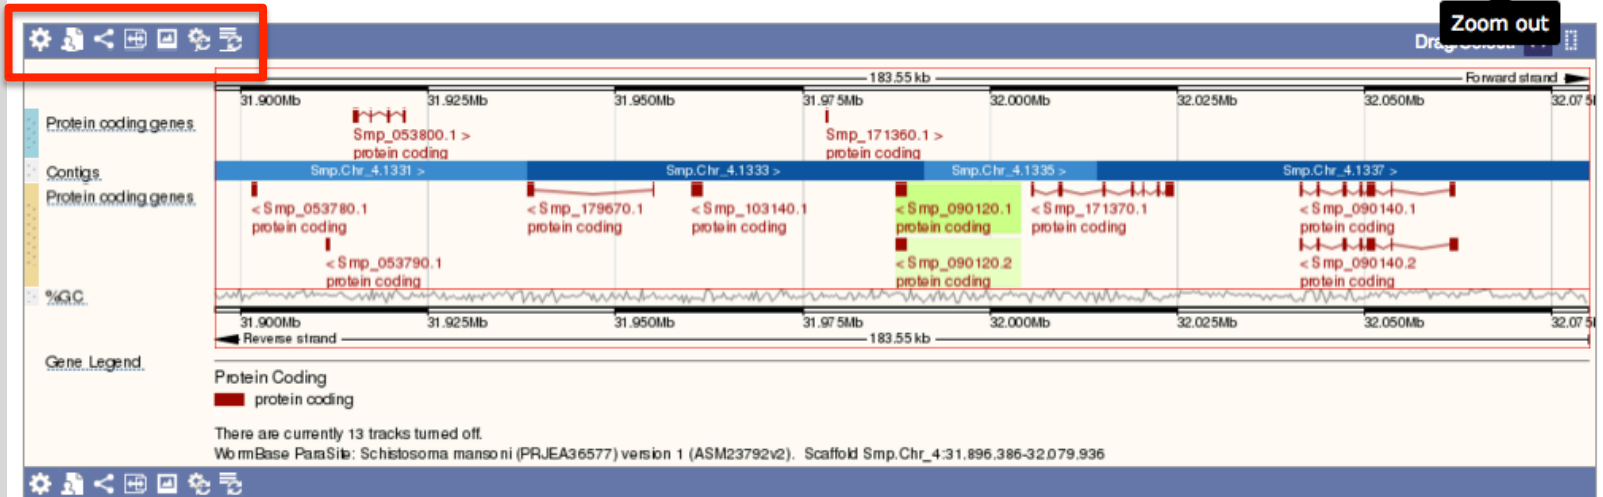 Zoom out
183.55 kb Forward strand
31.900Mb 31.925Mb 31.950Mb 31.975Mb 32.000Mb 32.025Mb 32.050Mb
Protein coding genes
Smp_053800.1 > Smp_171360.1 >
protein coding protein coding
Contigs Smp.Chr_4.1331 > Smp.Chr_4.1333 > Smp.Chr_4.1335 > Smp.Chr_4.1337 >
Protein coding genes
< Smp_053780.1 < Smp_179670.1 < Smp_103140.1 < Smp_090120.1 < Smp_171370.1 < Smp_090140.1
protein coding protein coding protein coding protein coding protein coding protein coding
< Smp_053790.1 < Smp_090120.2 < Smp_090140.2
protein coding protein coding protein coding
%GC
31.900Mb 31.925Mb 31.950Mb 31.975Mb 32.000Mb 32.025Mb 32.050Mb
Reverse strand 183.55 kb
Gene Legend
Protein Coding
protein coding
There are currently 13 tracks turned off.
WormBase ParaSite: Schistosoma mansoni (PRJEA36577) version 1 (ASM23792v2). Scaffold Smp.Chr_4:31,896,386-32,079,936